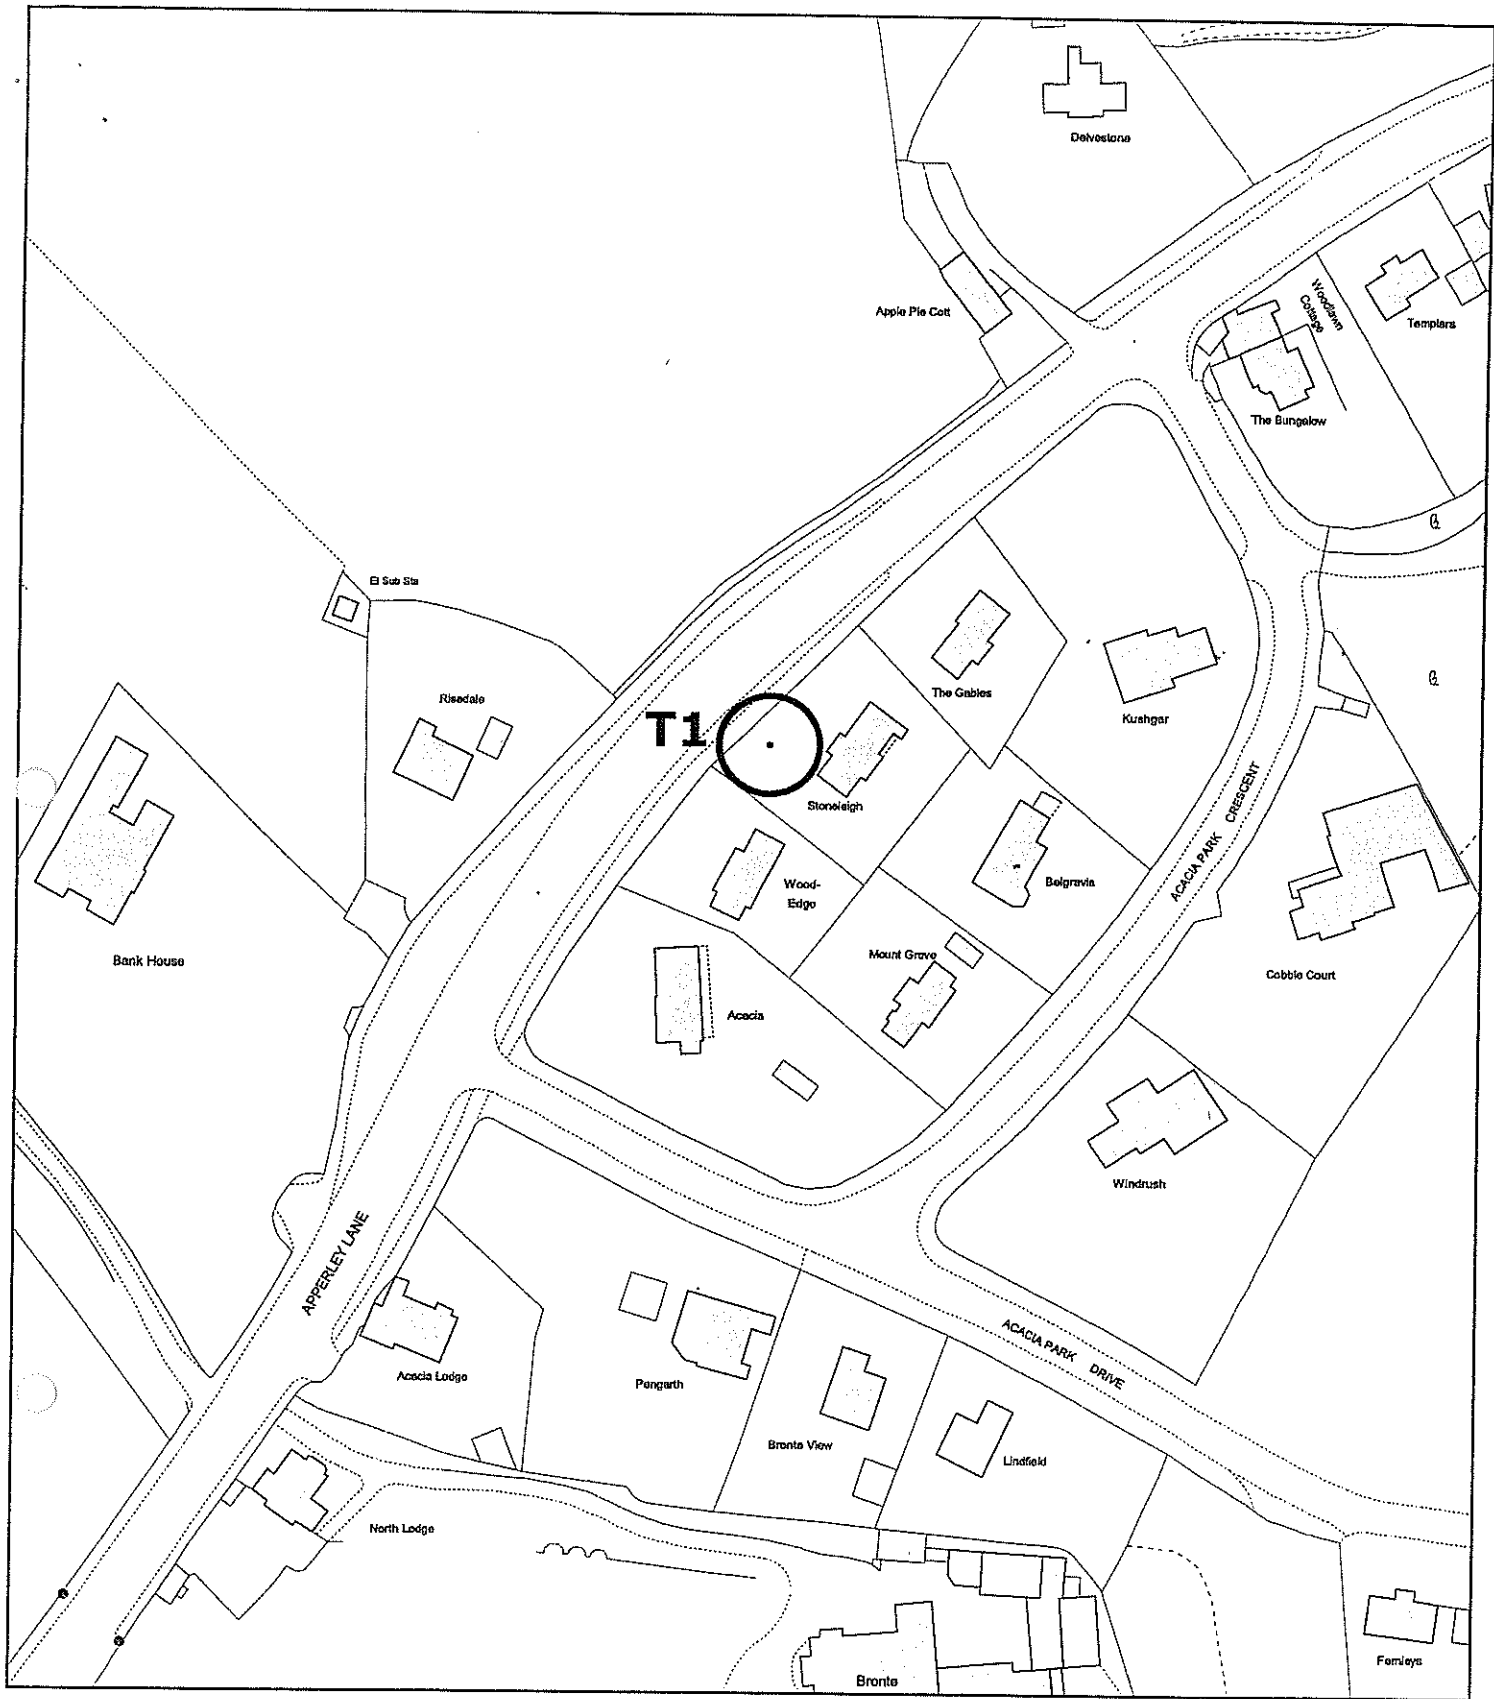 Delvestone
Woodlawn
Cottage
Apple Pie Cott
Templars
The Bungalow
El Sub Sta
Risedale
The Gables
Kushgar
T1
Stoneleigh
ACACIA PARK CRESCENT
Wood-
Edge
Belgravia
Bank House
Mount Grove
Cobble Court
Acacia
Windrush
APPERLEY LANE
ACACIA PARK DRIVE
Acacia Lodge
Pengarth
Bronte View
Lindfield
North Lodge
Fernleys
Bronte